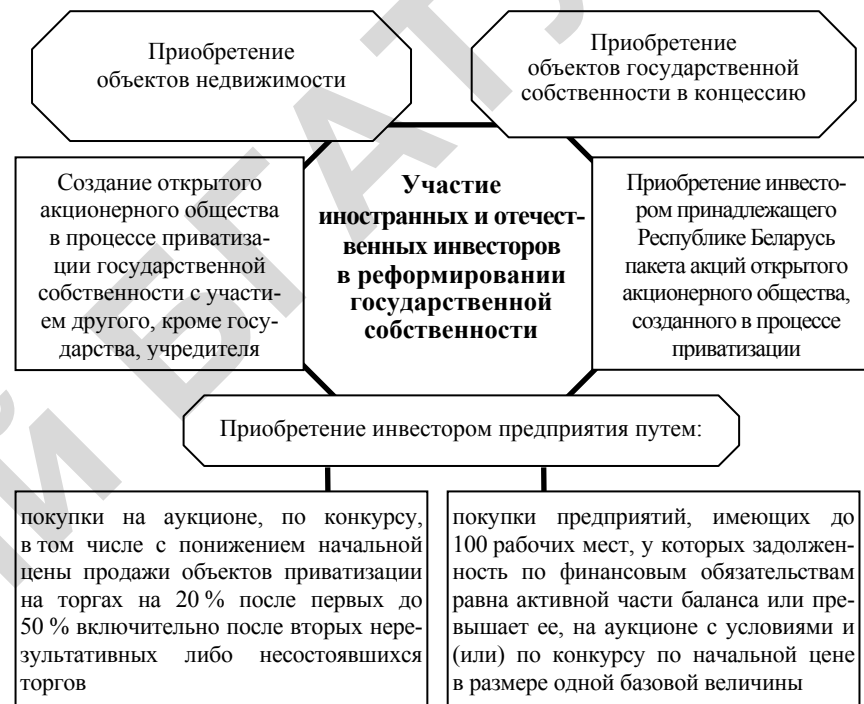 Приобретение
объектов недвижимости
Приобретение
объектов государственной
собственности в концессию
Создание открытого
акционерного общества
в процессе приватиза-
ции государственной
собственности с участи-
ем другого, кроме госу-
дарства, учредителя
Участие
иностранных и отечест-
венных инвесторов
в реформировании
государственной
собственности
Приобретение инвесто-
ром принадлежащего
Республике Беларусь
пакета акций открытого
акционерного общества,
созданного в процессе
приватизации
Приобретение инвестором предприятия путем:
покупки на аукционе, по конкурсу,
в том числе с понижением начальной
цены продажи объектов приватизации
на торгах на 20 % после первых до
50 % включительно после вторых нере-
зультативных либо несостоявшихся
торгов
покупки предприятий, имеющих до
100 рабочих мест, у которых задолжен-
ность по финансовым обязательствам
равна активной части баланса или пре-
вышает ее, на аукционе с условиями и
(или) по конкурсу по начальной цене
в размере одной базовой величины
Й БГАТУ